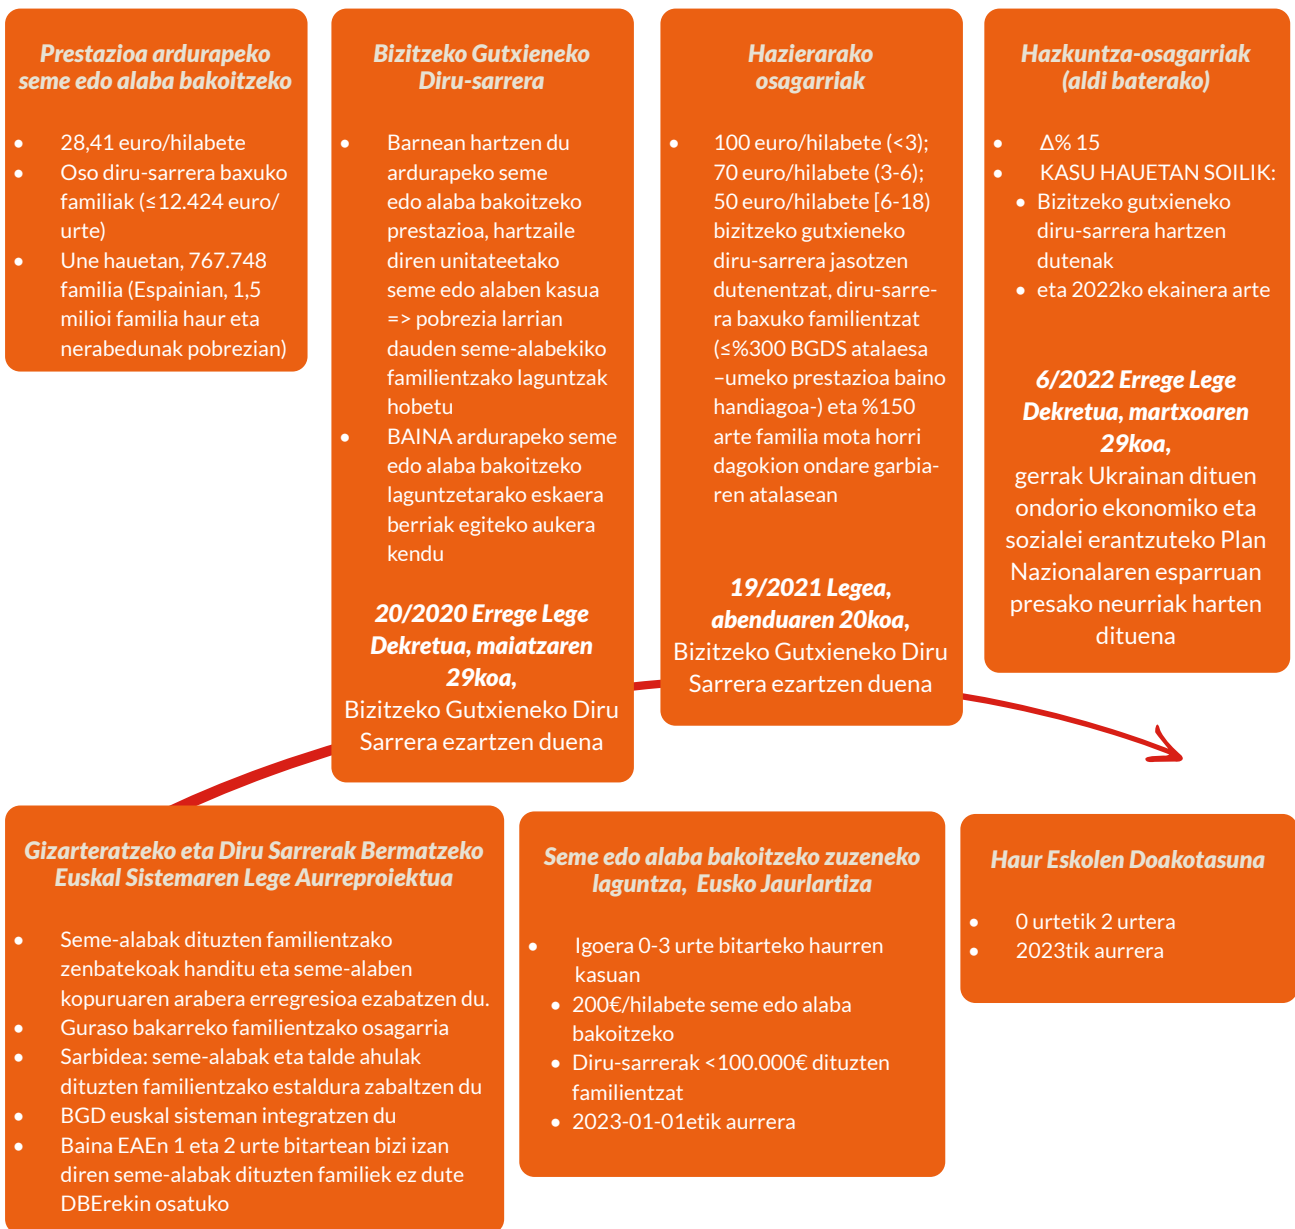 Prestazioa ardurapeko
seme edo alaba bakoitzeko
• 28,41 euro/hilabete
• Oso diru-sarrera baxuko
familiak (≤12.424 euro/
urte)
• Une hauetan, 767.748
familia (Espainian, 1,5
milioi familia haur eta
nerabedunak pobrezian)
Bizitzeko Gutxieneko
Diru-sarrera
• Barnean hartzen du
ardurapeko seme
edo alaba bakoitzeko
prestazioa, hartzaile
diren unitateetako
seme edo alaben kasua
=> pobrezia larrian
dauden seme-alabekiko
familientzako laguntzak
hobetu
• BAINA ardurapeko seme
edo alaba bakoitzeko
laguntzetarako eskaera
berriak egiteko aukera
kendu
20/2020 Errege Lege
Dekretua, maiatzaren
29koa,
Bizitzeko Gutxieneko Diru
Sarrera ezartzen duena
Hazierarako
osagarriak
• 100 euro/hilabete (<3);
70 euro/hilabete (3-6);
50 euro/hilabete [6-18)
bizitzeko gutxieneko
diru-sarrera jasotzen
dutenentzat, diru-sarre-
ra baxuko familientzat
(≤%300 BGDS atalaesa
–umeko prestazioa baino
handiagoa-) eta %150
arte familia mota horri
dagokion ondare garbia-
ren atalasean
19/2021 Legea,
abenduaren 20koa,
Bizitzeko Gutxieneko Diru
Sarrera ezartzen duena
Hazkuntza-osagarriak
(aldi baterako)
• Δ% 15
• KASU HAUETAN SOILIK:
• Bizitzeko gutxieneko
diru-sarrera hartzen
dutenak
• eta 2022ko ekainera arte
6/2022 Errege Lege
Dekretua, martxoaren
29koa,
gerrak Ukrainan dituen
ondorio ekonomiko eta
sozialei erantzuteko Plan
Nazionalaren esparruan
presako neurriak harten
dituena
Gizarteratzeko eta Diru Sarrerak Bermatzeko
Euskal Sistemaren Lege Aurreproiektua
• Seme-alabak dituzten familientzako
zenbatekoak handitu eta seme-alaben
kopuruaren arabera erregresioa ezabatzen du.
• Guraso bakarreko familientzako osagarria
• Sarbidea: seme-alabak eta talde ahulak
dituzten familientzako estaldura zabaltzen du
• BGD euskal sisteman integratzen du
• Baina EAEn 1 eta 2 urte bitartean bizi izan
diren seme-alabak dituzten familiek ez dute
DBErekin osatuko
Seme edo alaba bakoitzeko zuzeneko
laguntza, Eusko Jaurlartiza
• Igoera 0-3 urte bitarteko haurren
kasuan
• 200€/hilabete seme edo alaba
bakoitzeko
• Diru-sarrerak <100.000€ dituzten
familientzat
• 2023-01-01etik aurrera
Haur Eskolen Doakotasuna
• 0 urtetik 2 urtera
• 2023tik aurrera